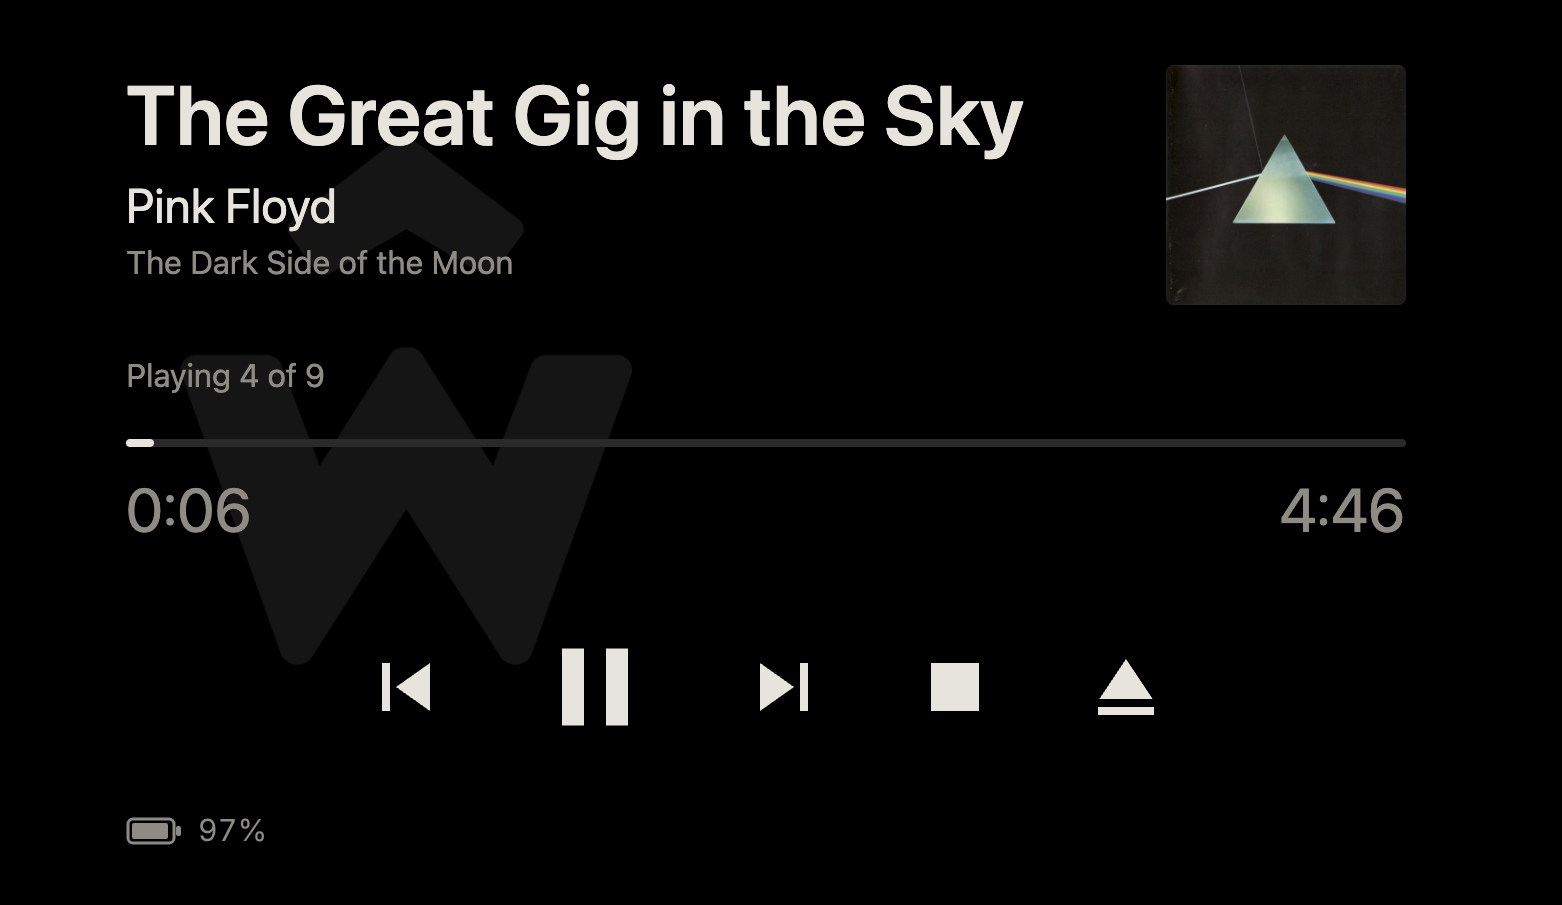 The Great Gig in the Sky
Pink Floyd
The Dark Side of the Moon
Playing 4 of 9
0:06
4:46
97%